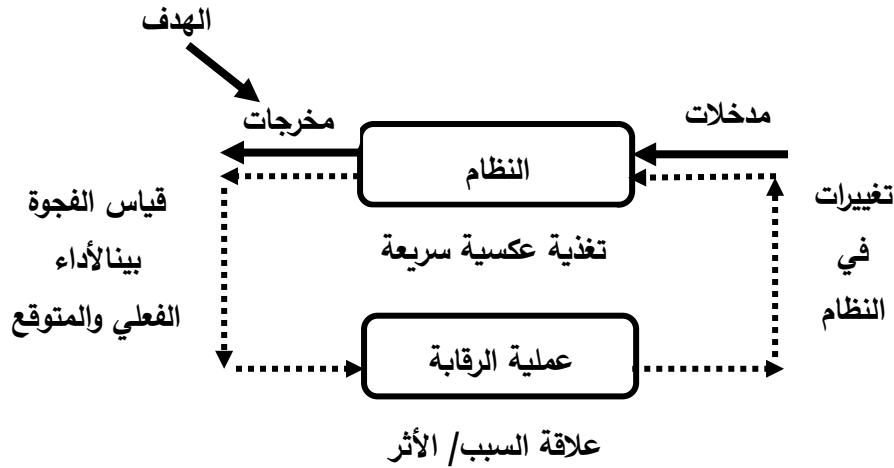 الهدف
مدخلات
مخرجات
النظام
تغييرات
في
النظام
قياس الفجوة
بينالأداء
الفعلي والمتوقع
تغذية عكسية سريعة
عملية الرقابة
علاقة السبب/ الأثر